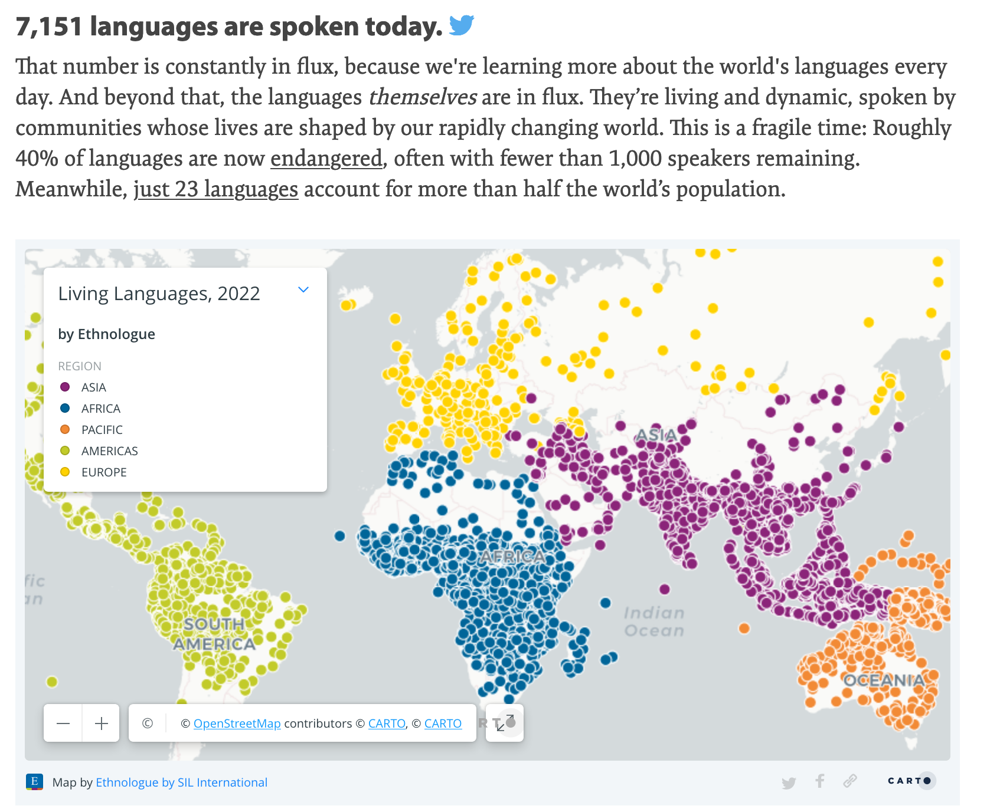 7,151 languages are spoken today.
That number is constantly in flux, because we're learning more about the world's languages every
day. And beyond that, the languages themselves are in flux. They’re living and dynamic, spoken by
communities whose lives are shaped by our rapidly changing world. This is a fragile time: Roughly
40% of languages are now endangered, often with fewer than 1,000 speakers remaining.
Meanwhile, just 23 languages account for more than half the world’s population.
Living Languages, 2022
by Ethnologue
REGION
ASIA
AFRICA
PACIFIC
AMERICAS
EUROPE
ASIA
AFRICA
fic
an
Indian
Ocean
SOUTH
AMERICA
OCEANIA
© © OpenStreetMap contributors © CARTO, © CARTO
RT
E Map by Ethnologue by SIL International
CARTO